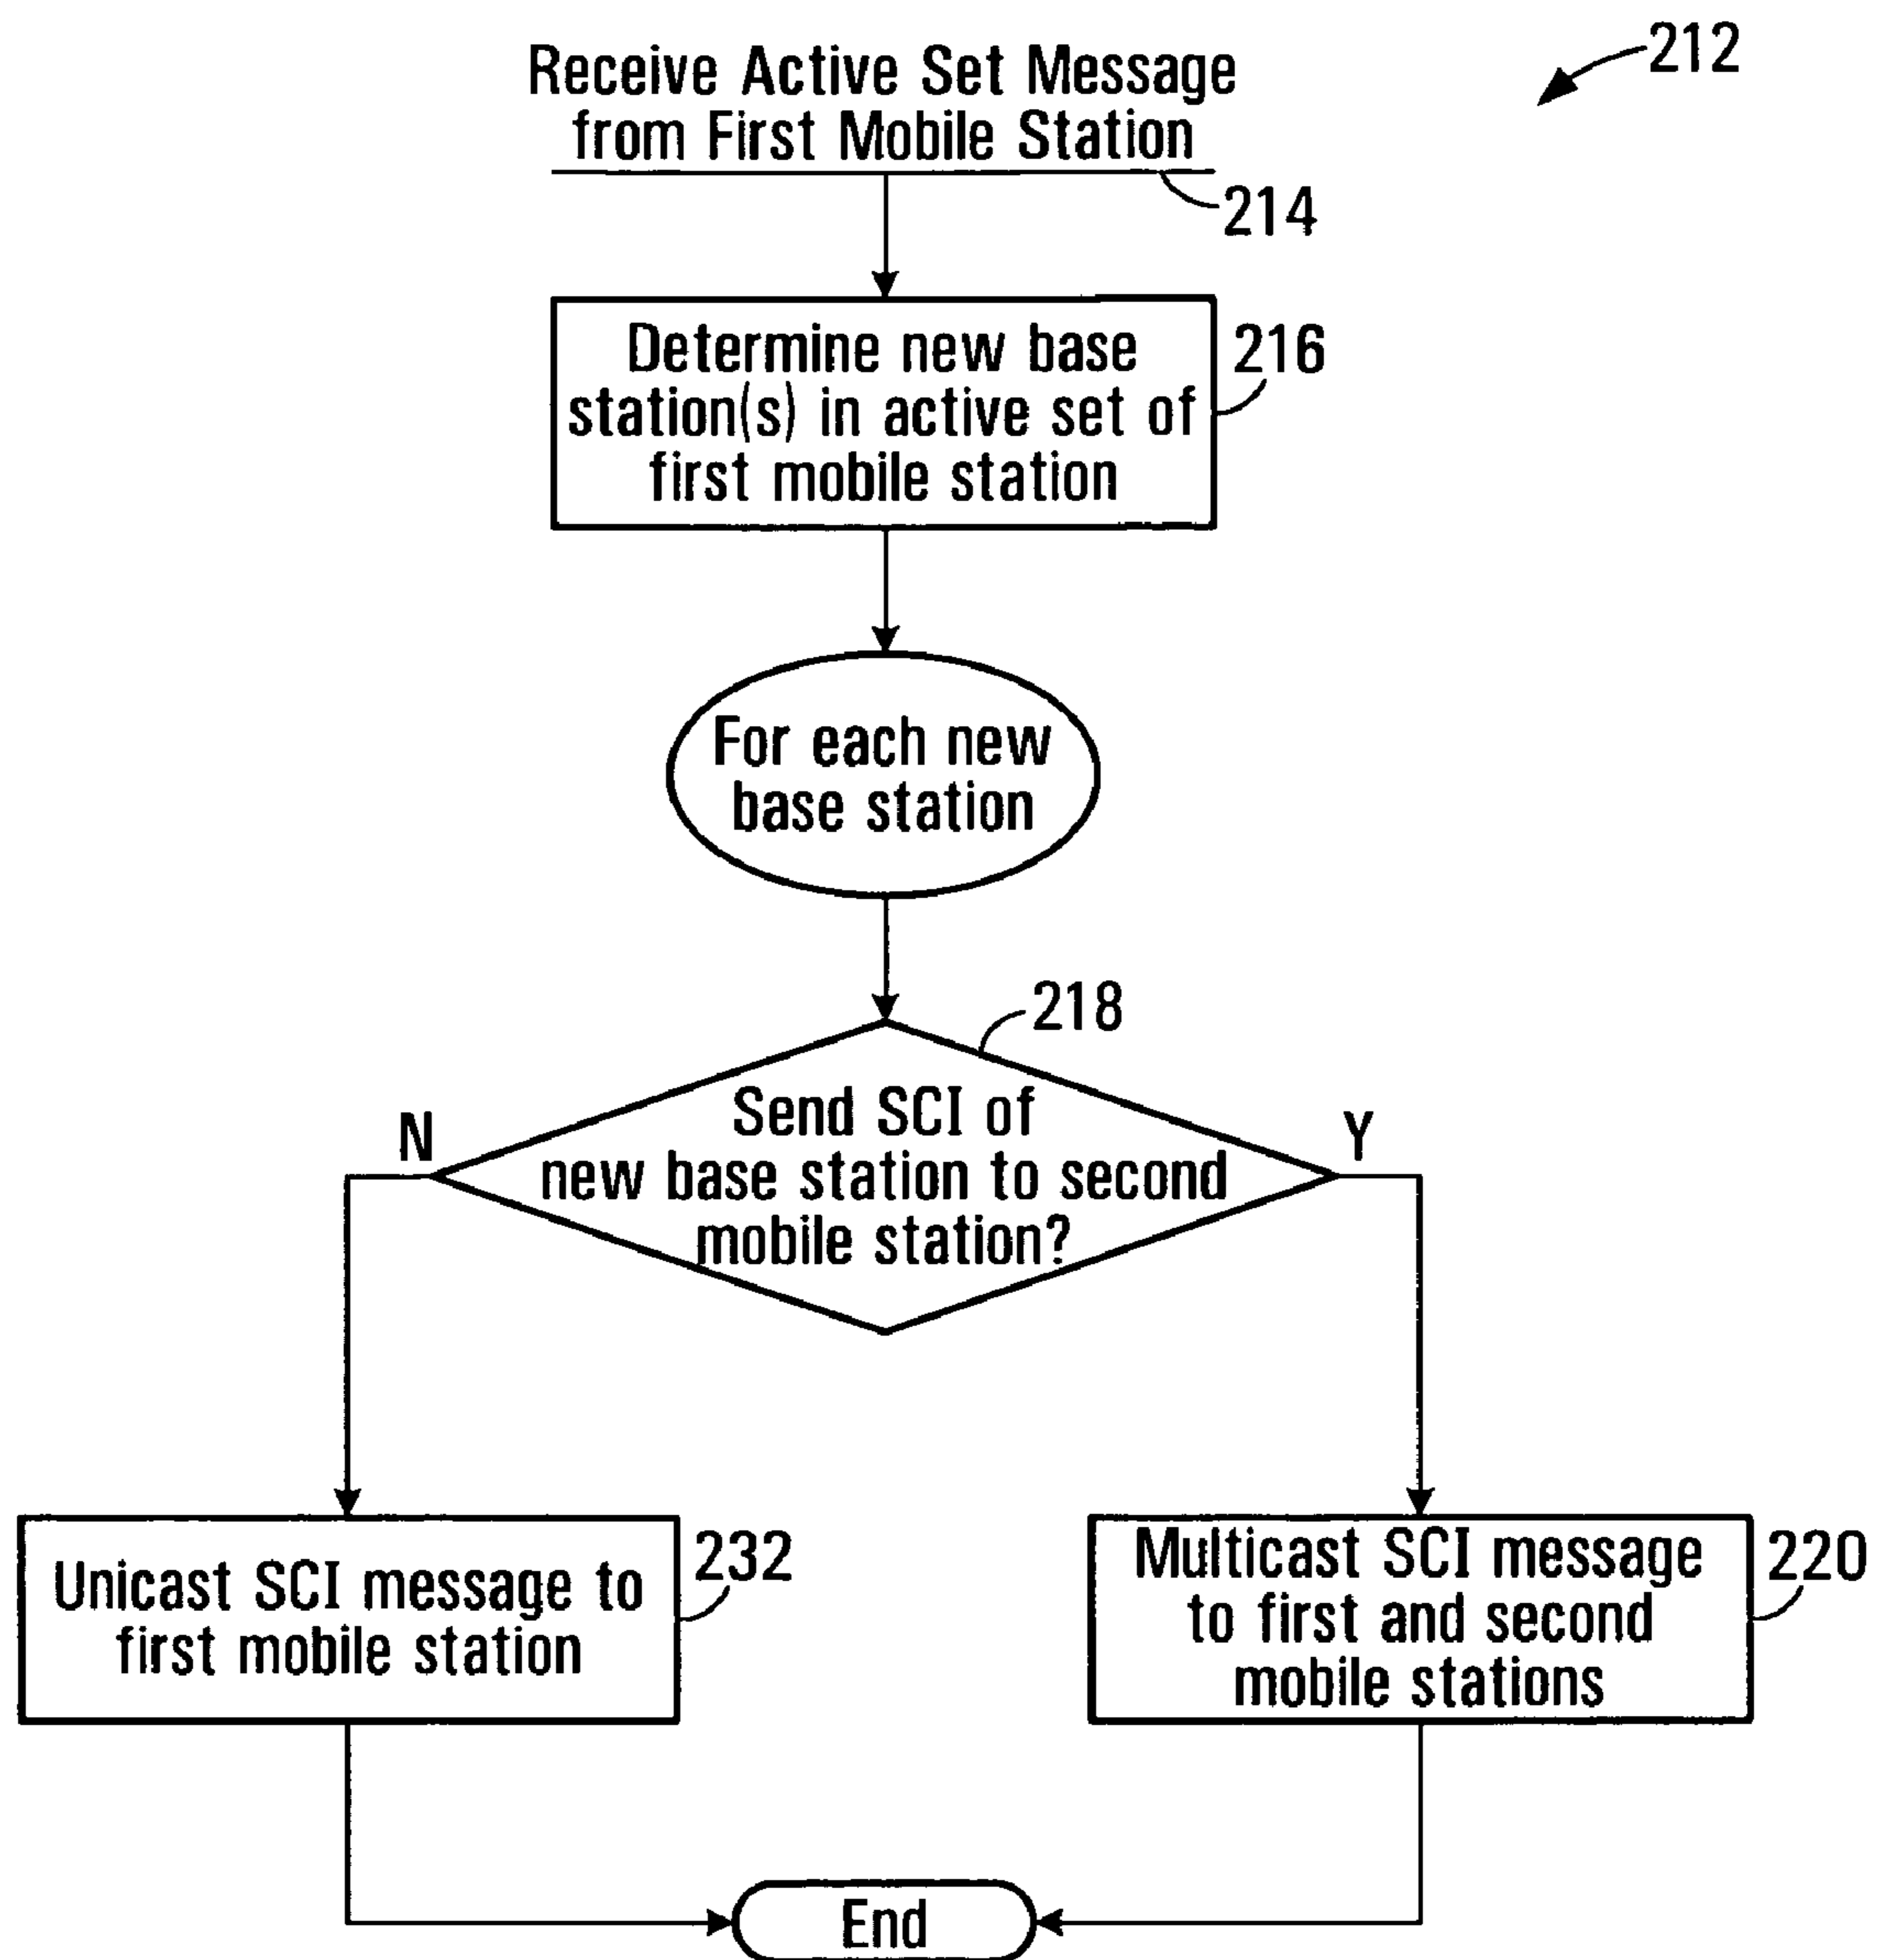 Receive Active Set Message
from First Mobile Station
212
214
Determine new base
station(s) in active set of
first mobile station
216
For each new
base station
218
Send SCI of
new base station to second
mobile station?
N
Y
Unicast SCI message to
first mobile station
232
Multicast SCI message
to first and second
mobile stations
220
End